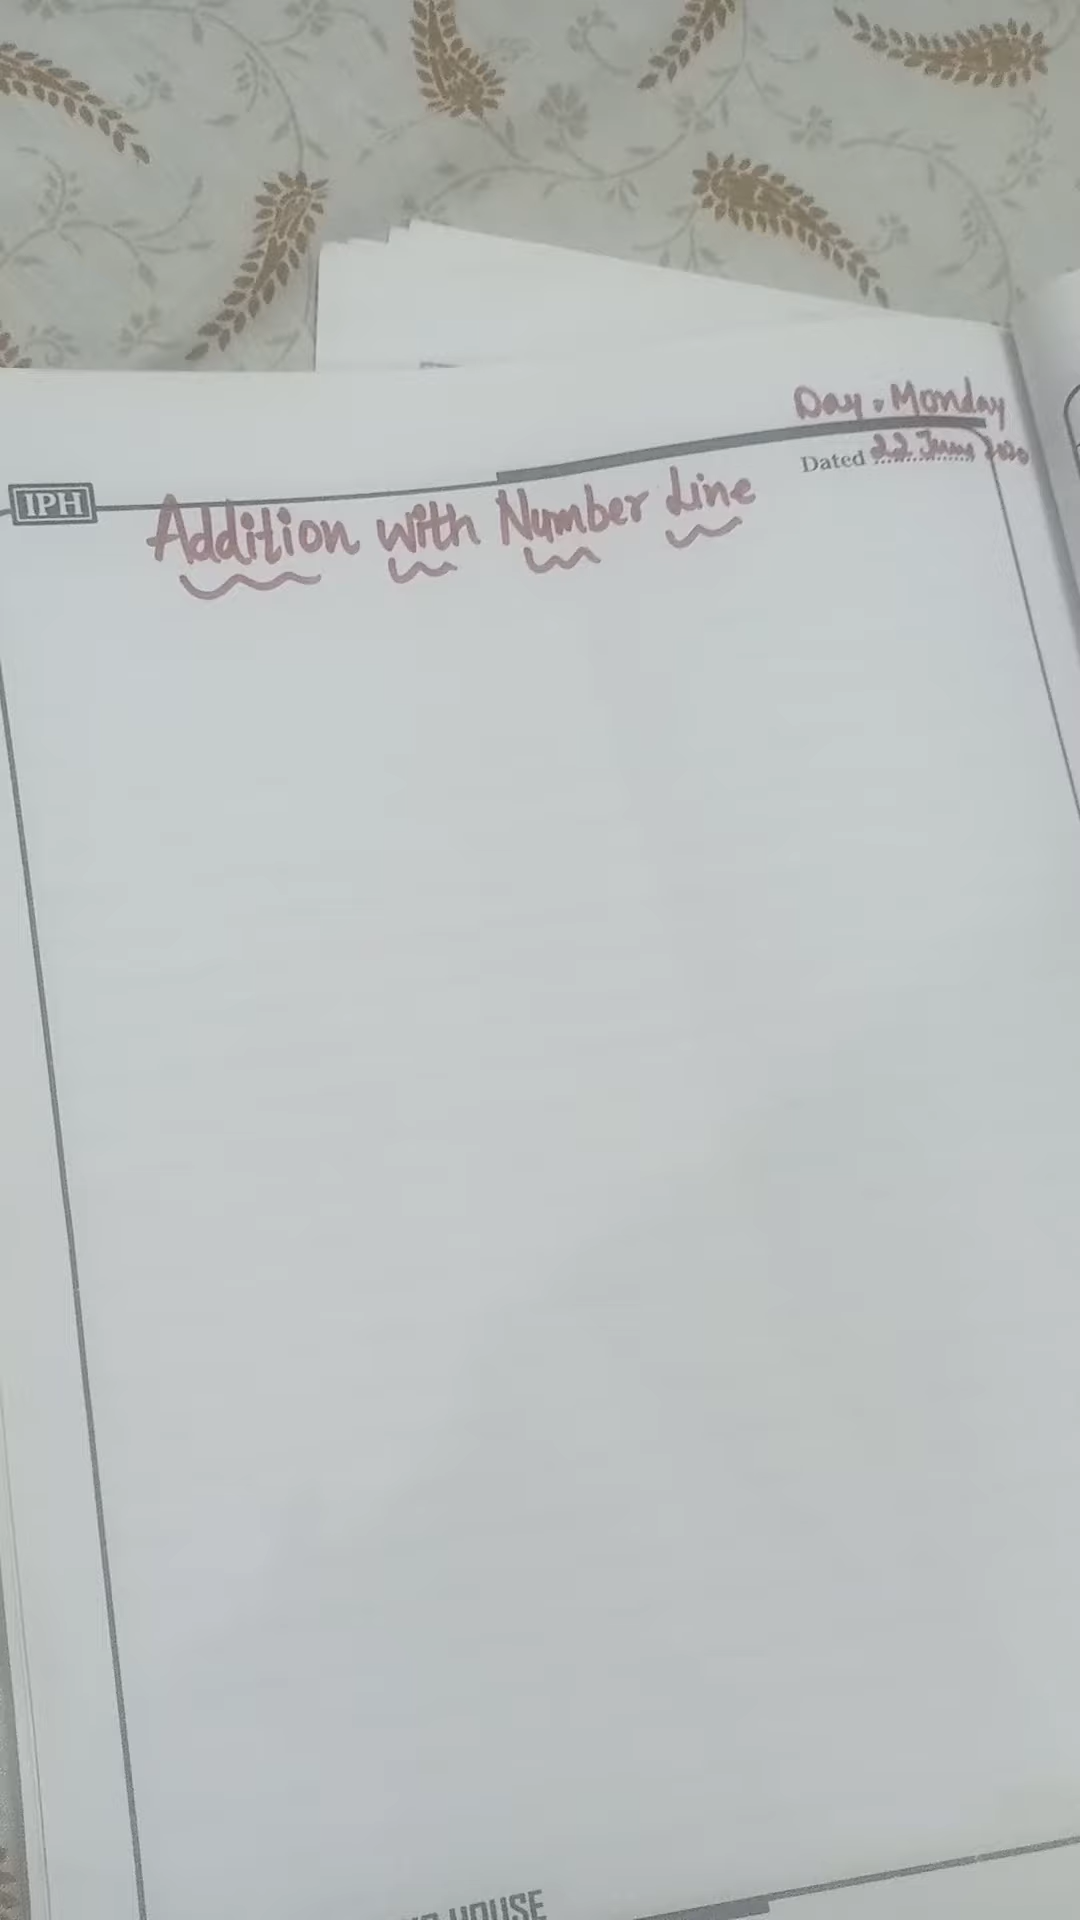 Day. Monday
Dated 22 June 2020
IPH
Addition with Number Line
HOUSE